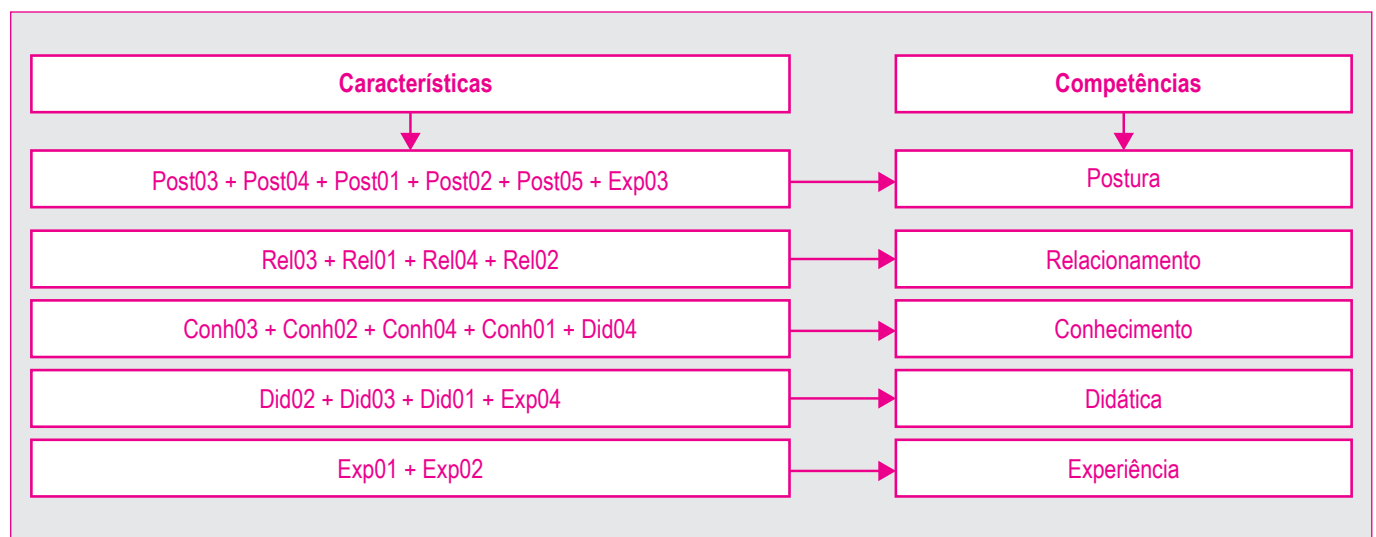 Características
Competências
Post03 + Post04 + Post01 + Post02 + Post05 + Exp03
Postura
Rel03 + Rel01 + Rel04 + Rel02
Relacionamento
Conh03 + Conh02 + Conh04 + Conh01 + Did04
Conhecimento
Did02 + Did03 + Did01 + Exp04
Didática
Exp01 + Exp02
Experiência